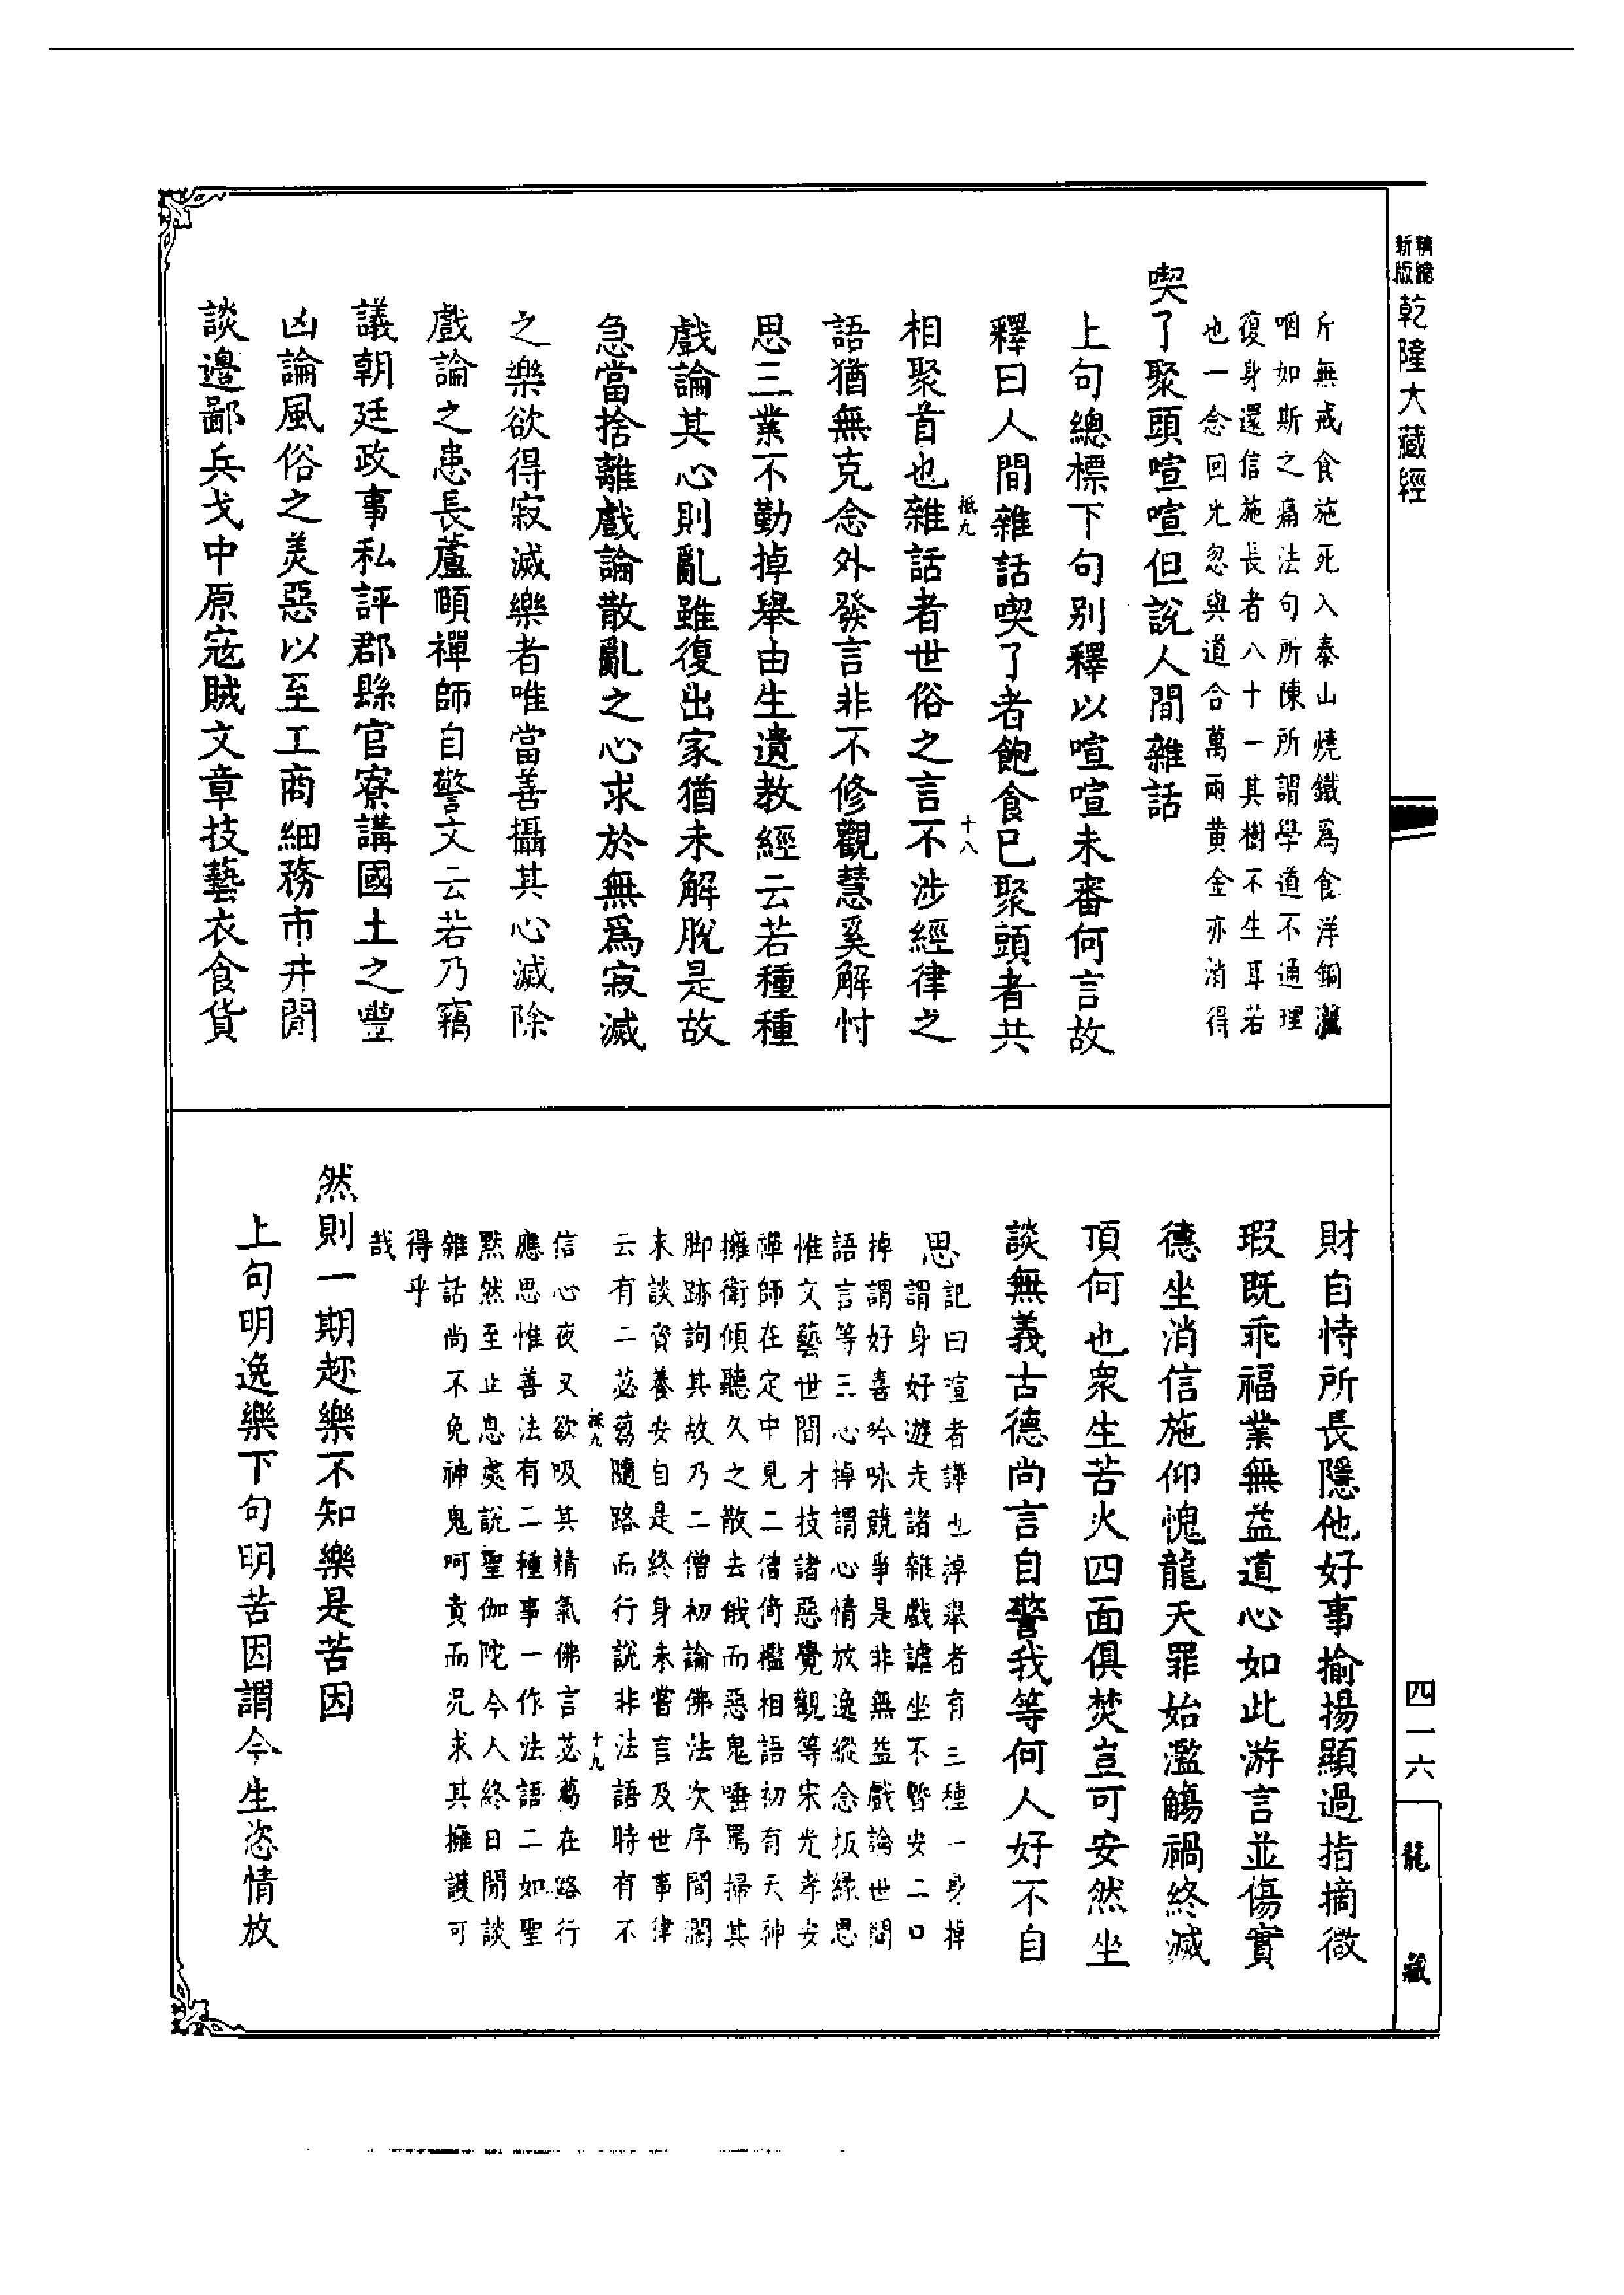 精縮新版
乾隆大藏經
斤無戒食施死入泰山燒鐵爲食洋銅灌
咽如斯之痛法句所陳所謂學道不通理
復身還信施長者八十一其樹不生耳若
也一念回光忽與道合萬兩黃金亦消得
喫了聚頭喧喧但說人間雜話
上句總標下句別釋以喧喧未審何言故
釋曰人間雜話喫了者飽食已聚頭者共
相聚首也雜話者世俗之言不涉經律之
語猶無克念外發言非不修觀慧奚解忖
思三業不勤掉舉由生遺教經云若種種
戲論其心則亂雖復出家猶未解脫是故
急當捨離戲論散亂之心求於無爲寂滅
之樂欲得寂滅樂者唯當善攝其心滅除
戲論之患長蘆頤禪師自警文云若乃竊
議朝廷政事私評郡縣官寮講國土之豐
凶論風俗之美惡以至工商細務市井閒
談邊鄙兵戈中原宼賊文章技藝衣食貨
財自恃所長隱他好事揄揚顯過指摘微
瑕既乖福業無益道心如此游言並傷實
德坐消信施仰愧龍天罪始濫觴禍終滅
頂何也衆生苦火四面俱焚豈可安然坐
談無義古德尚言自警我等何人好不自
思
記曰喧者譁也掉舉者有三種一身掉
謂身好遊走諸雜戲謔坐不暫安二口
掉謂好喜吟咏競爭是非無益戲論世間
語言等三心掉謂心情放逸縱念扳緣思
惟文藝世間才技諸惡覺觀等宋光孝安
禪師在定中見二僧倚檻相語初有天神
擁衛傾聽久之散去俄而惡鬼唾罵掃其
脚跡詢其故乃二僧初論佛法次序間濶
末談資養安自是終身未嘗言及世事律
云有二苾蒭隨路而行說非法語時有不
信心夜叉欲吸其精氣佛言苾蒭在路行
應思惟善法有二種事一作法語二如聖
默然至止息處說聖伽陀今人終日閒談
雜話尚不免神鬼呵責而况求其擁護可
得乎
哉
然則一期趂樂不知樂是苦因
上句明逸樂下句明苦因謂今生恣情放
十八
十九
四一六
龍藏